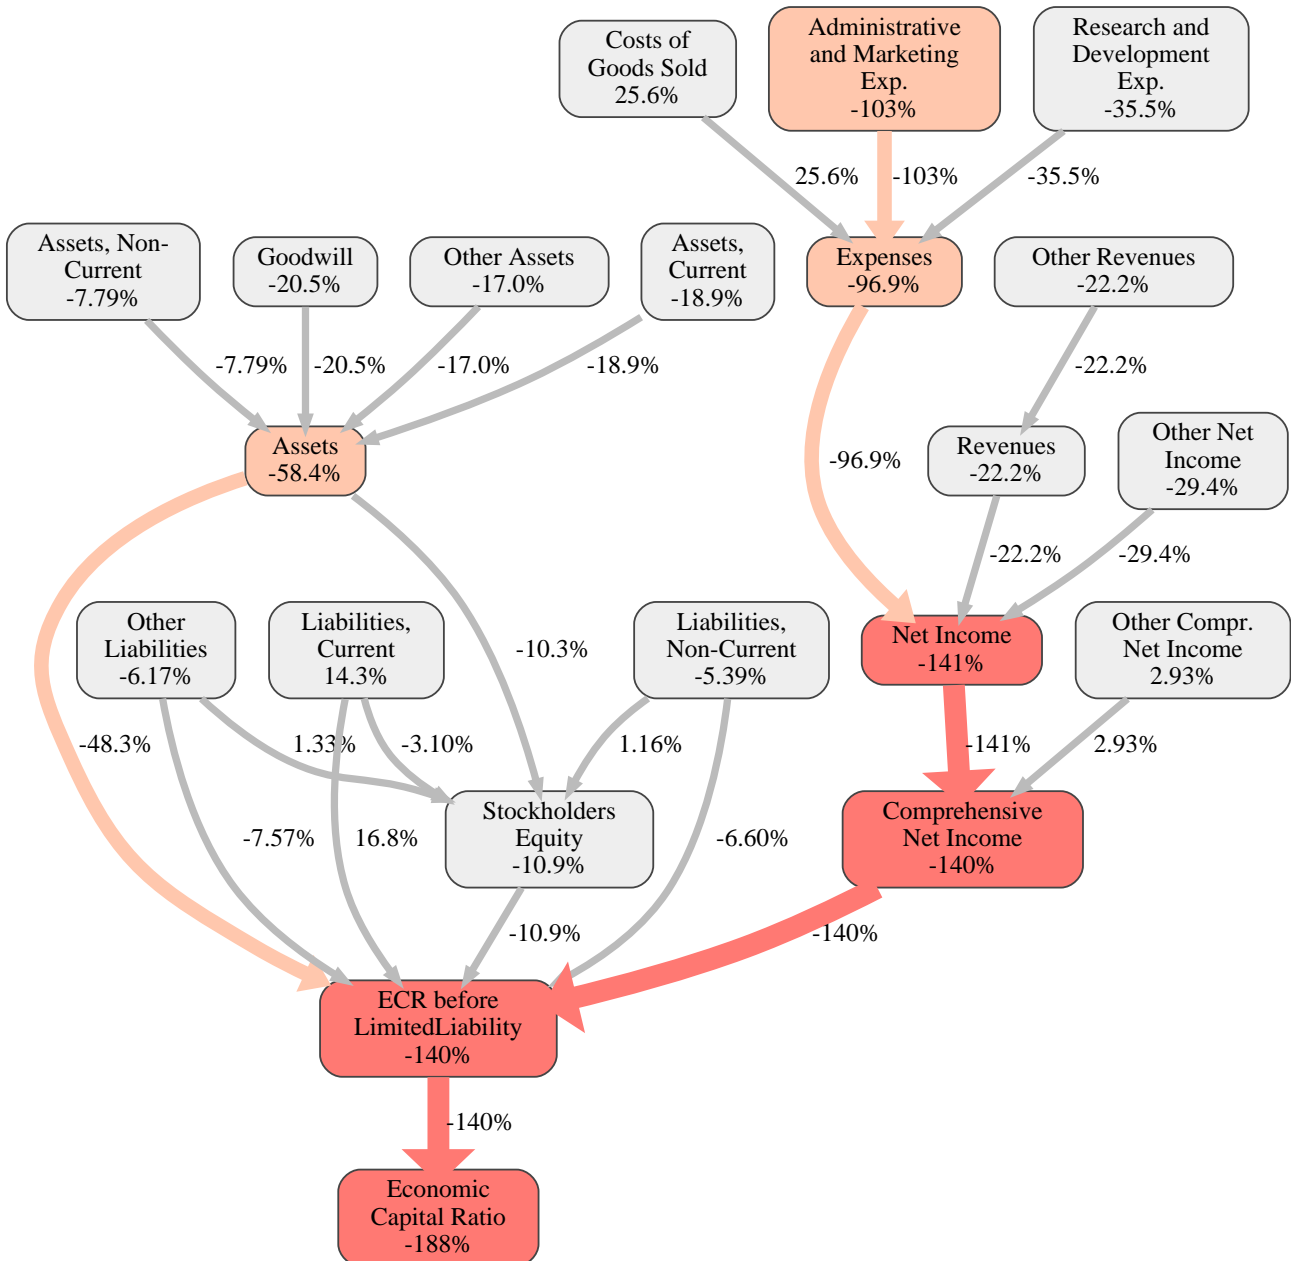 Costs of
Goods Sold
25.6%
Administrative
and Marketing
Exp.
-103%
Research and
Development
Exp.
-35.5%
25.6%
-103%
-35.5%
Assets, Non-
Current
-7.79%
Goodwill
-20.5%
Other Assets
-17.0%
Assets,
Current
-18.9%
Expenses
-96.9%
Other Revenues
-22.2%
-7.79%
-20.5%
-17.0%
-18.9%
-22.2%
Assets
-58.4%
-96.9%
Revenues
-22.2%
Other Net
Income
-29.4%
-22.2%
-29.4%
Other
Liabilities
-6.17%
Liabilities,
Current
14.3%
-10.3%
Liabilities,
Non-Current
-5.39%
Net Income
-141%
Other Compr.
Net Income
2.93%
-48.3%
1.33%
-3.10%
1.16%
-141%
2.93%
-7.57%
16.8%
Stockholders
Equity
-10.9%
-6.60%
Comprehensive
Net Income
-140%
-10.9%
-140%
ECR before
LimitedLiability
-140%
-140%
Economic
Capital Ratio
-188%